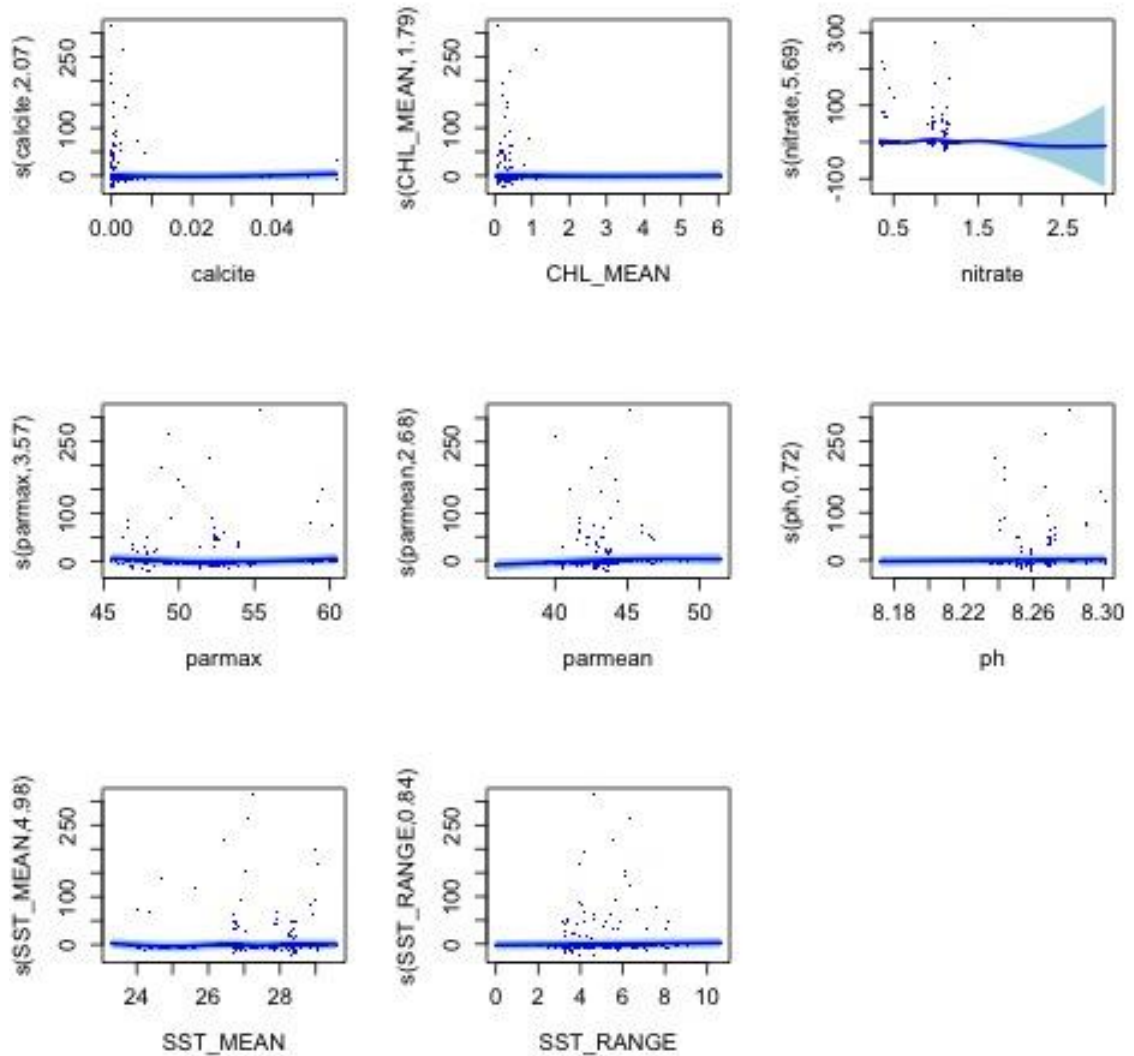 s(calcite,2.07)
0 100 250
0.00 0.02 0.04
calcite
s(CHL_MEAN,1.79)
0 100 250
0 1 2 3 4 5 6
CHL_MEAN
s(nitrate,5.69)
-100 100 300
0.5 1.5 2.5
nitrate
s(parmax,3.57)
0 100 250
45 50 55 60
parmax
s(parmean,2.68)
0 100 250
40 45 50
parmean
s(ph,0.72)
0 100 250
8.18 8.22 8.26 8.30
ph
s(SST_MEAN,4.98)
0 100 250
24 26 28
SST_MEAN
s(SST_RANGE,0.84)
0 100 250
0 2 4 6 8 10
SST_RANGE